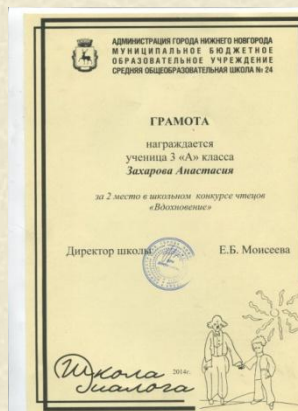 АДМИНИСТРАЦИЯ ГОРОДА НИЖНЕГО НОВГОРОДА
МУНИЦИПАЛЬНОЕ БЮДЖЕТНОЕ
ОБРАЗОВАТЕЛЬНОЕ УЧРЕЖДЕНИЕ
СРЕДНЯЯ ОБЩЕОБРАЗОВАТЕЛЬНАЯ ШКОЛА № 24
ГРАМОТА
награждается
ученица 3 «А» класса
Захарова Анастасия
за 2 место в школьном конкурсе чтецов
«Вдохновение»
Директор школы Е.Б. Моисеева
Школа 2014г.
Диалога